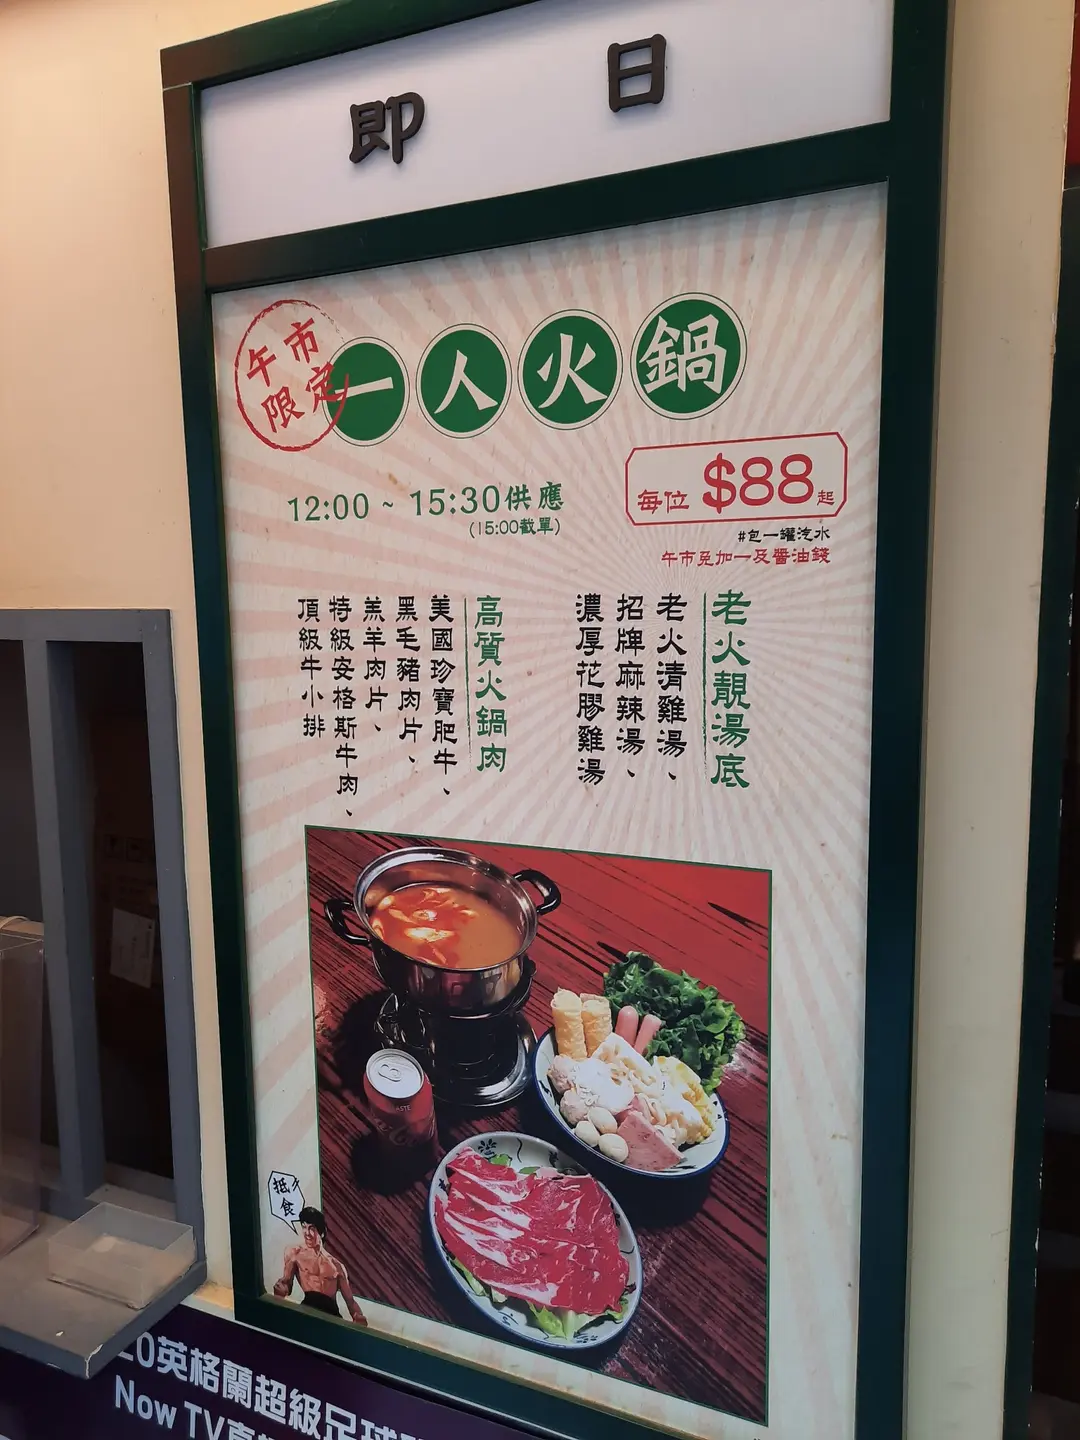 即日
午市
限定
一人火鍋
12:00 ~ 15:30供應
(15:00截單)
每位 $88起
#包一罐汽水
午市免加一及醬油錢
老火靚湯底
老火清雞湯、
招牌麻辣湯、
濃厚花膠雞湯
高質火鍋肉
美國珍寶肥牛、
黑毛豬肉片、
羔羊肉片、
特級安格斯牛肉、
頂級牛小排
抵
食
20英格蘭超級足球
Now TV直